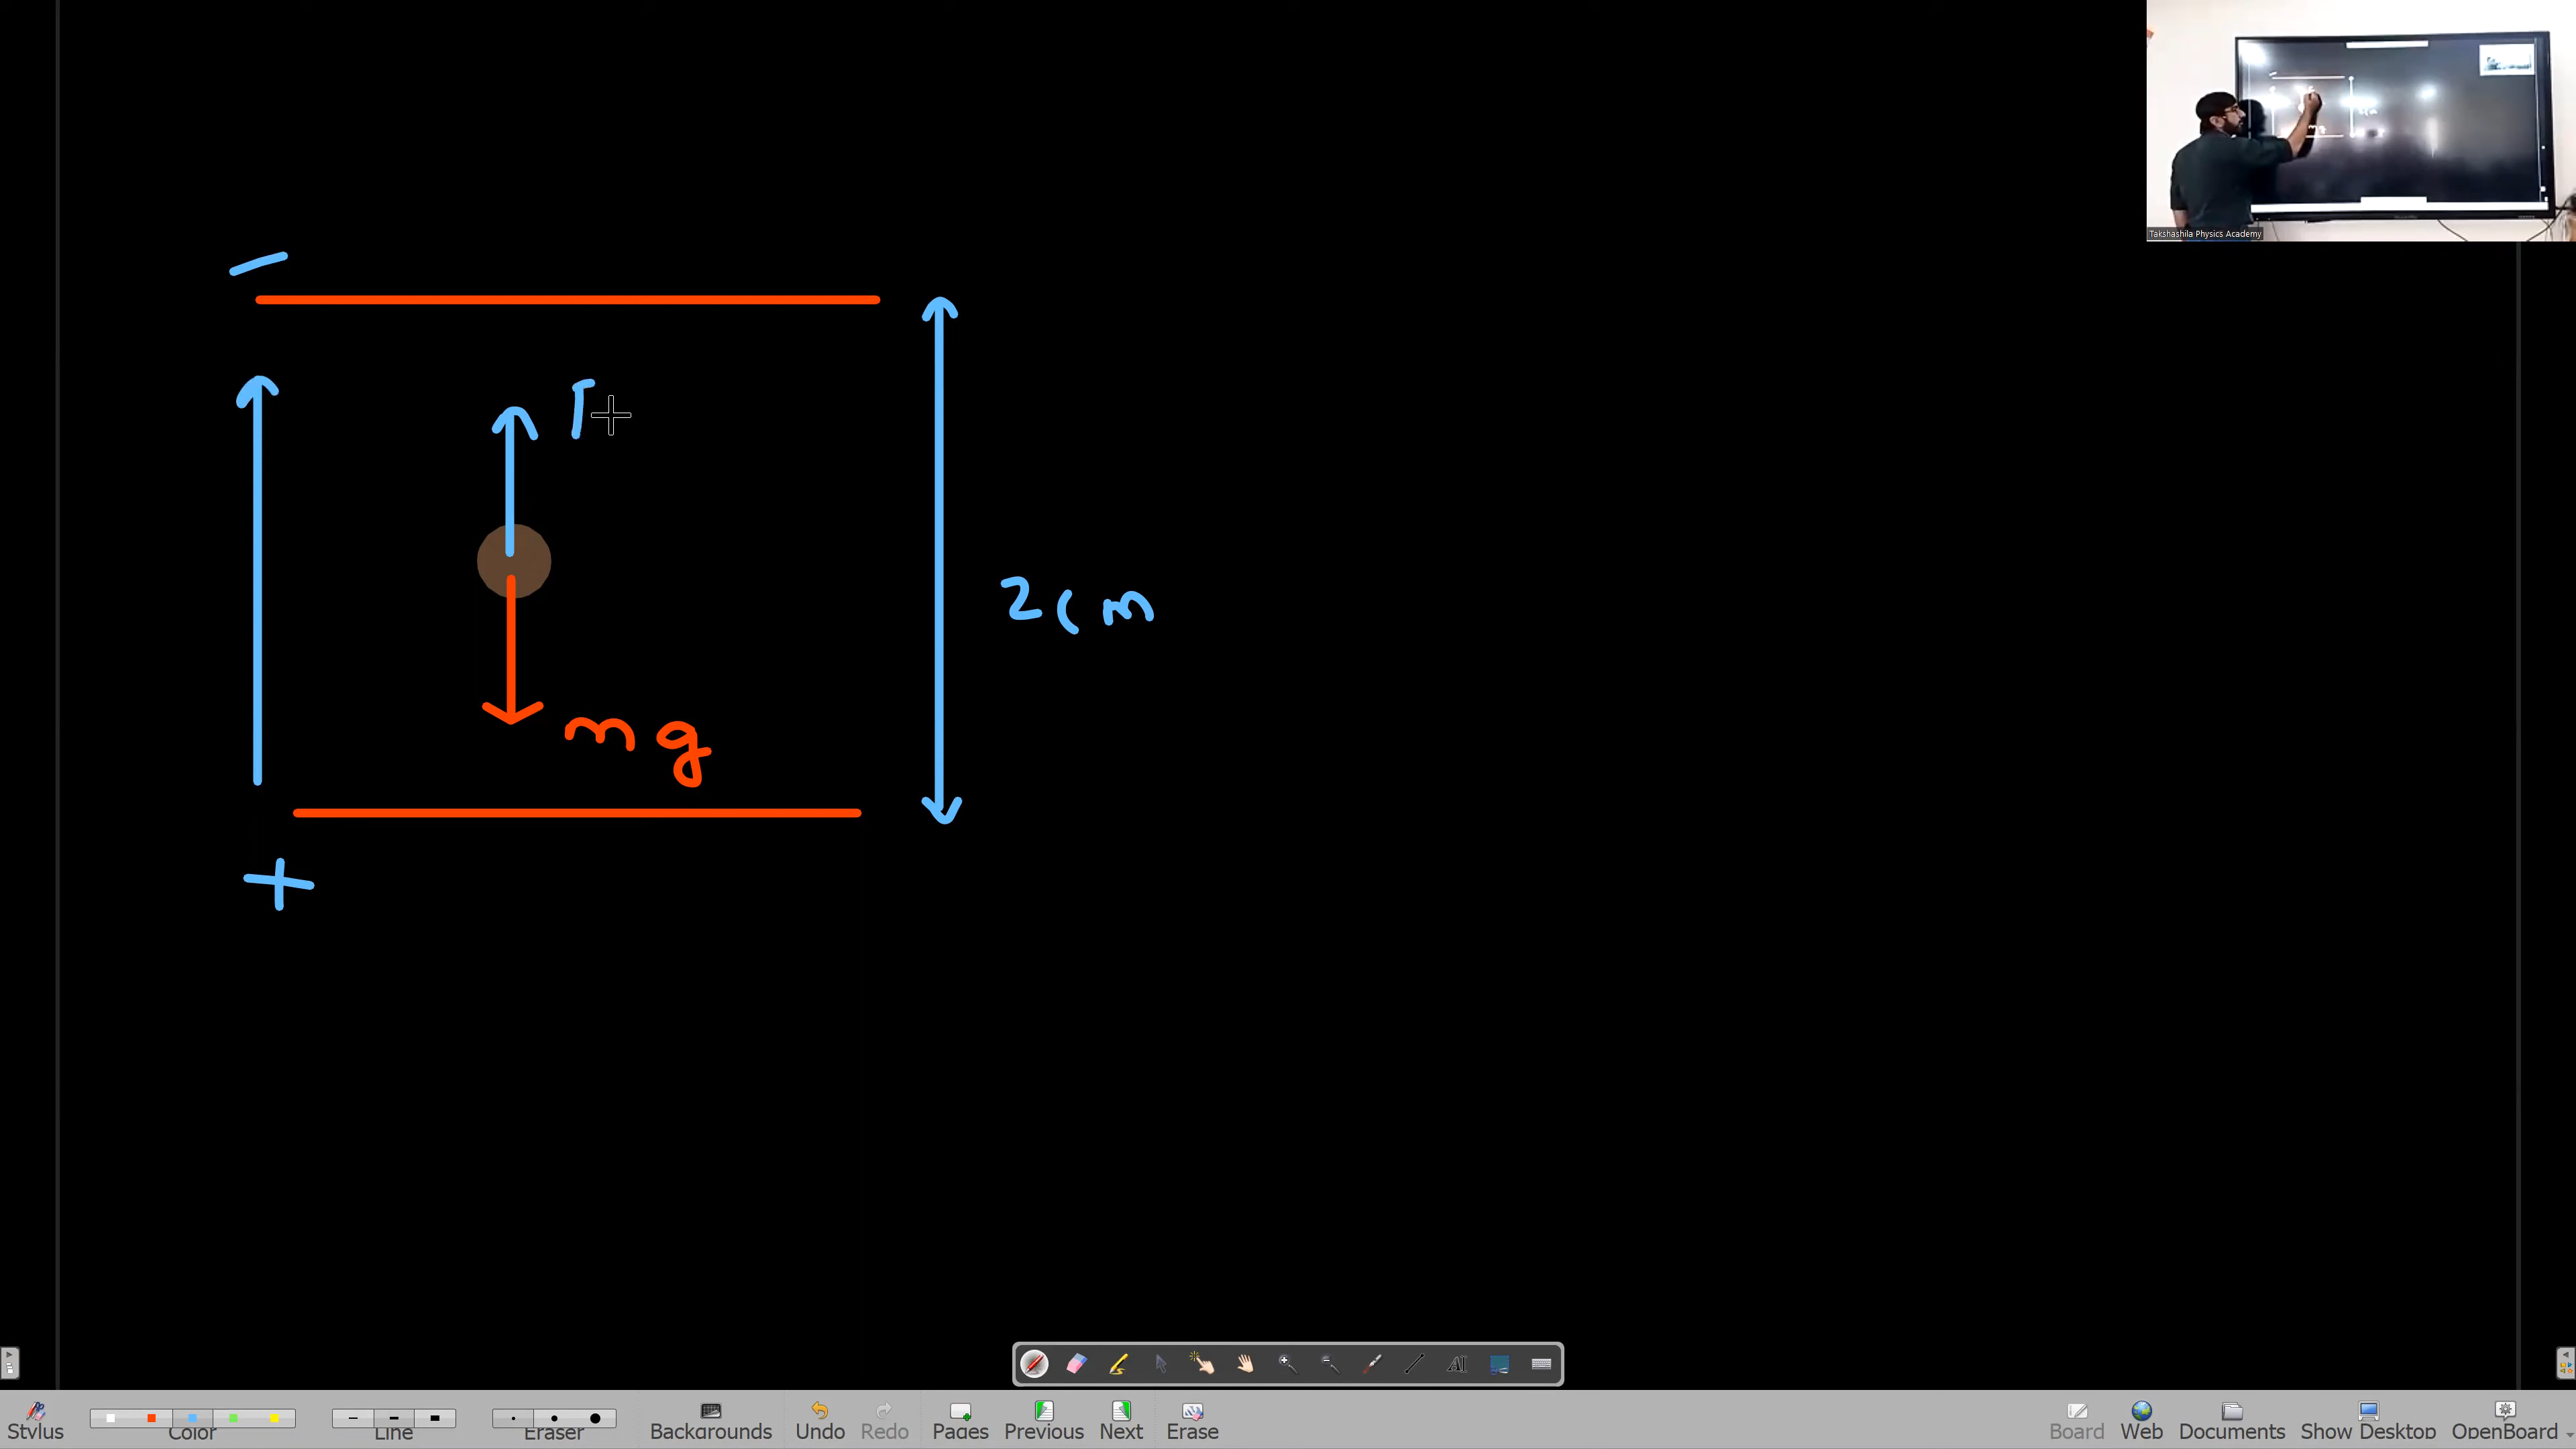 Takshashila Physics Academy
−
2cm
mg
+
Stylus
Color
Line
Eraser
Backgrounds
Undo
Redo
Pages
Previous
Next
Erase
Board
Web
Documents
Show Desktop
OpenBoard